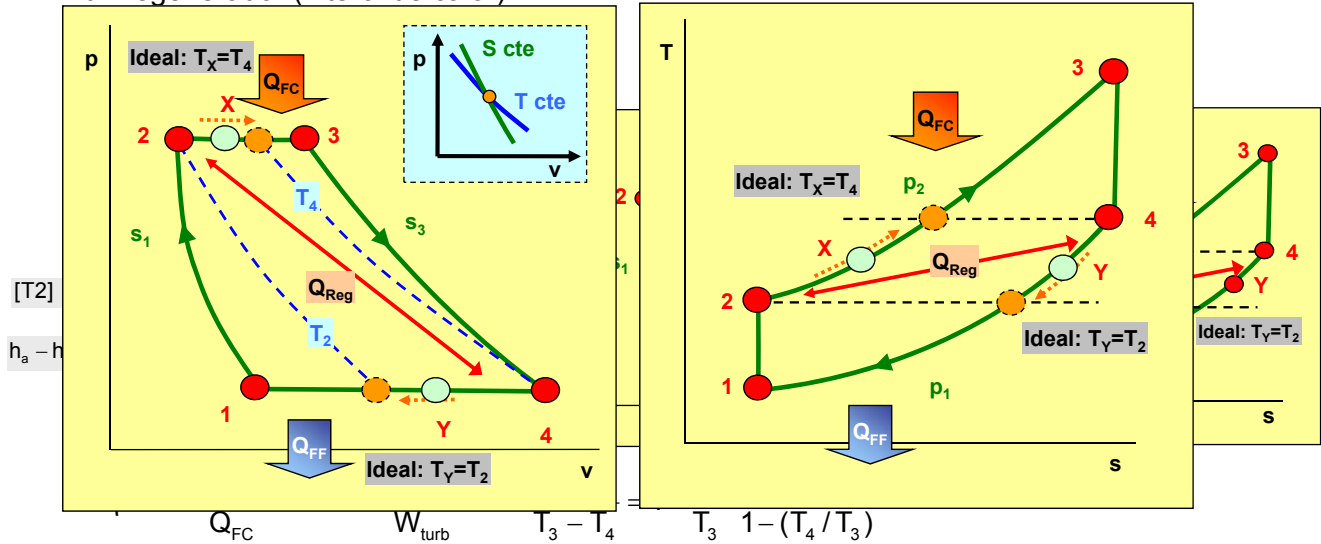 p
Ideal: TX=T4
QFC
X
2
3
T4
s1
s3
QReg
T2
1
Y
4
QFF
Ideal: TY=T2
v
p
S cte
T cte
v
T
3
QFC
Ideal: TX=T4
p2
X
4
QReg
Y
2
Ideal: TY=T2
1
p1
QFF
s
2
3
4
Y
Ideal: TY=T2
s
[T2]
ha – h
QFC Wturb T3 – T4 = T3 1 – (T4 / T3)